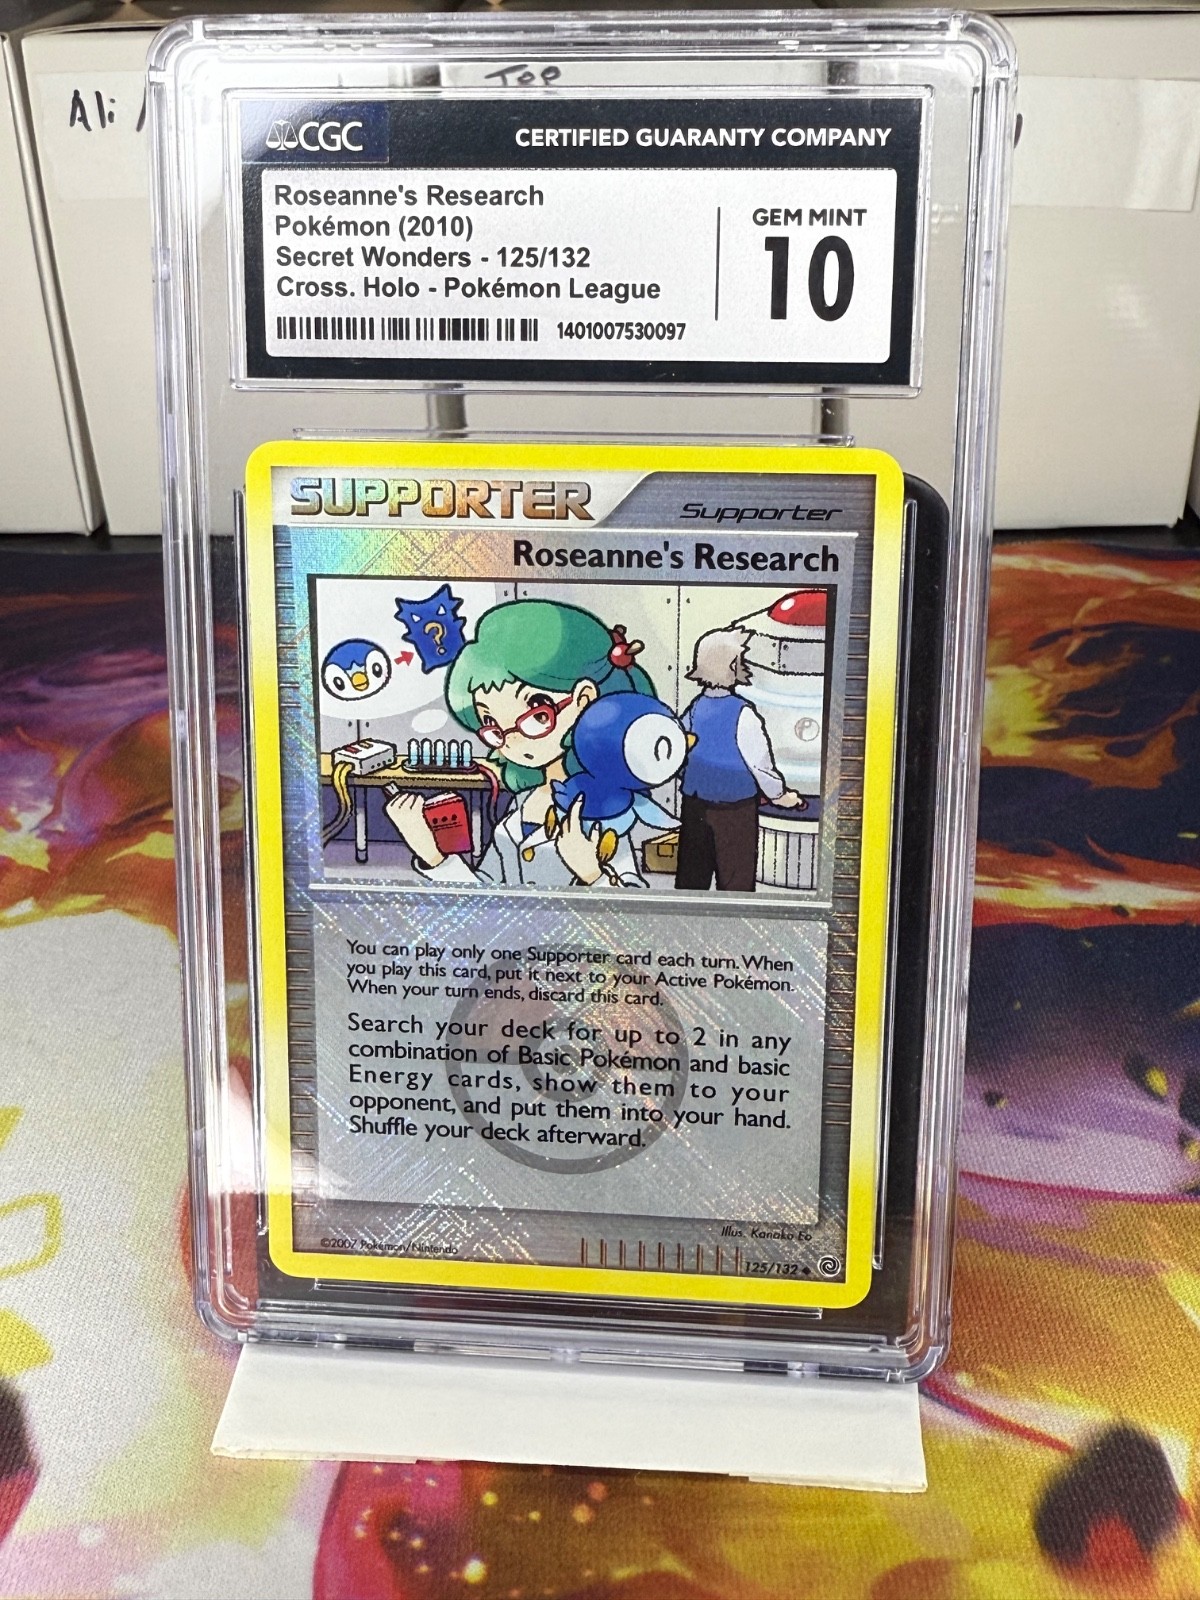 Top
Ali
CGC
CERTIFIED GUARANTY COMPANY
Roseanne's Research
Pokémon (2010)
Secret Wonders - 125/132
Cross. Holo - Pokémon League
1401007530097
GEM MINT
10
SUPPORTER
Supporter
Roseanne's Research
?
You can play only one Supporter card each turn. When
you play this card, put it next to your Active Pokémon.
When your turn ends, discard this card.
Search your deck for up to 2 in any
combination of Basic Pokémon and basic
Energy cards, show them to your
opponent, and put them into your hand.
Shuffle your deck afterward.
Illus. Kanako Eo
©2007 Pokémon/Nintendo
125/132